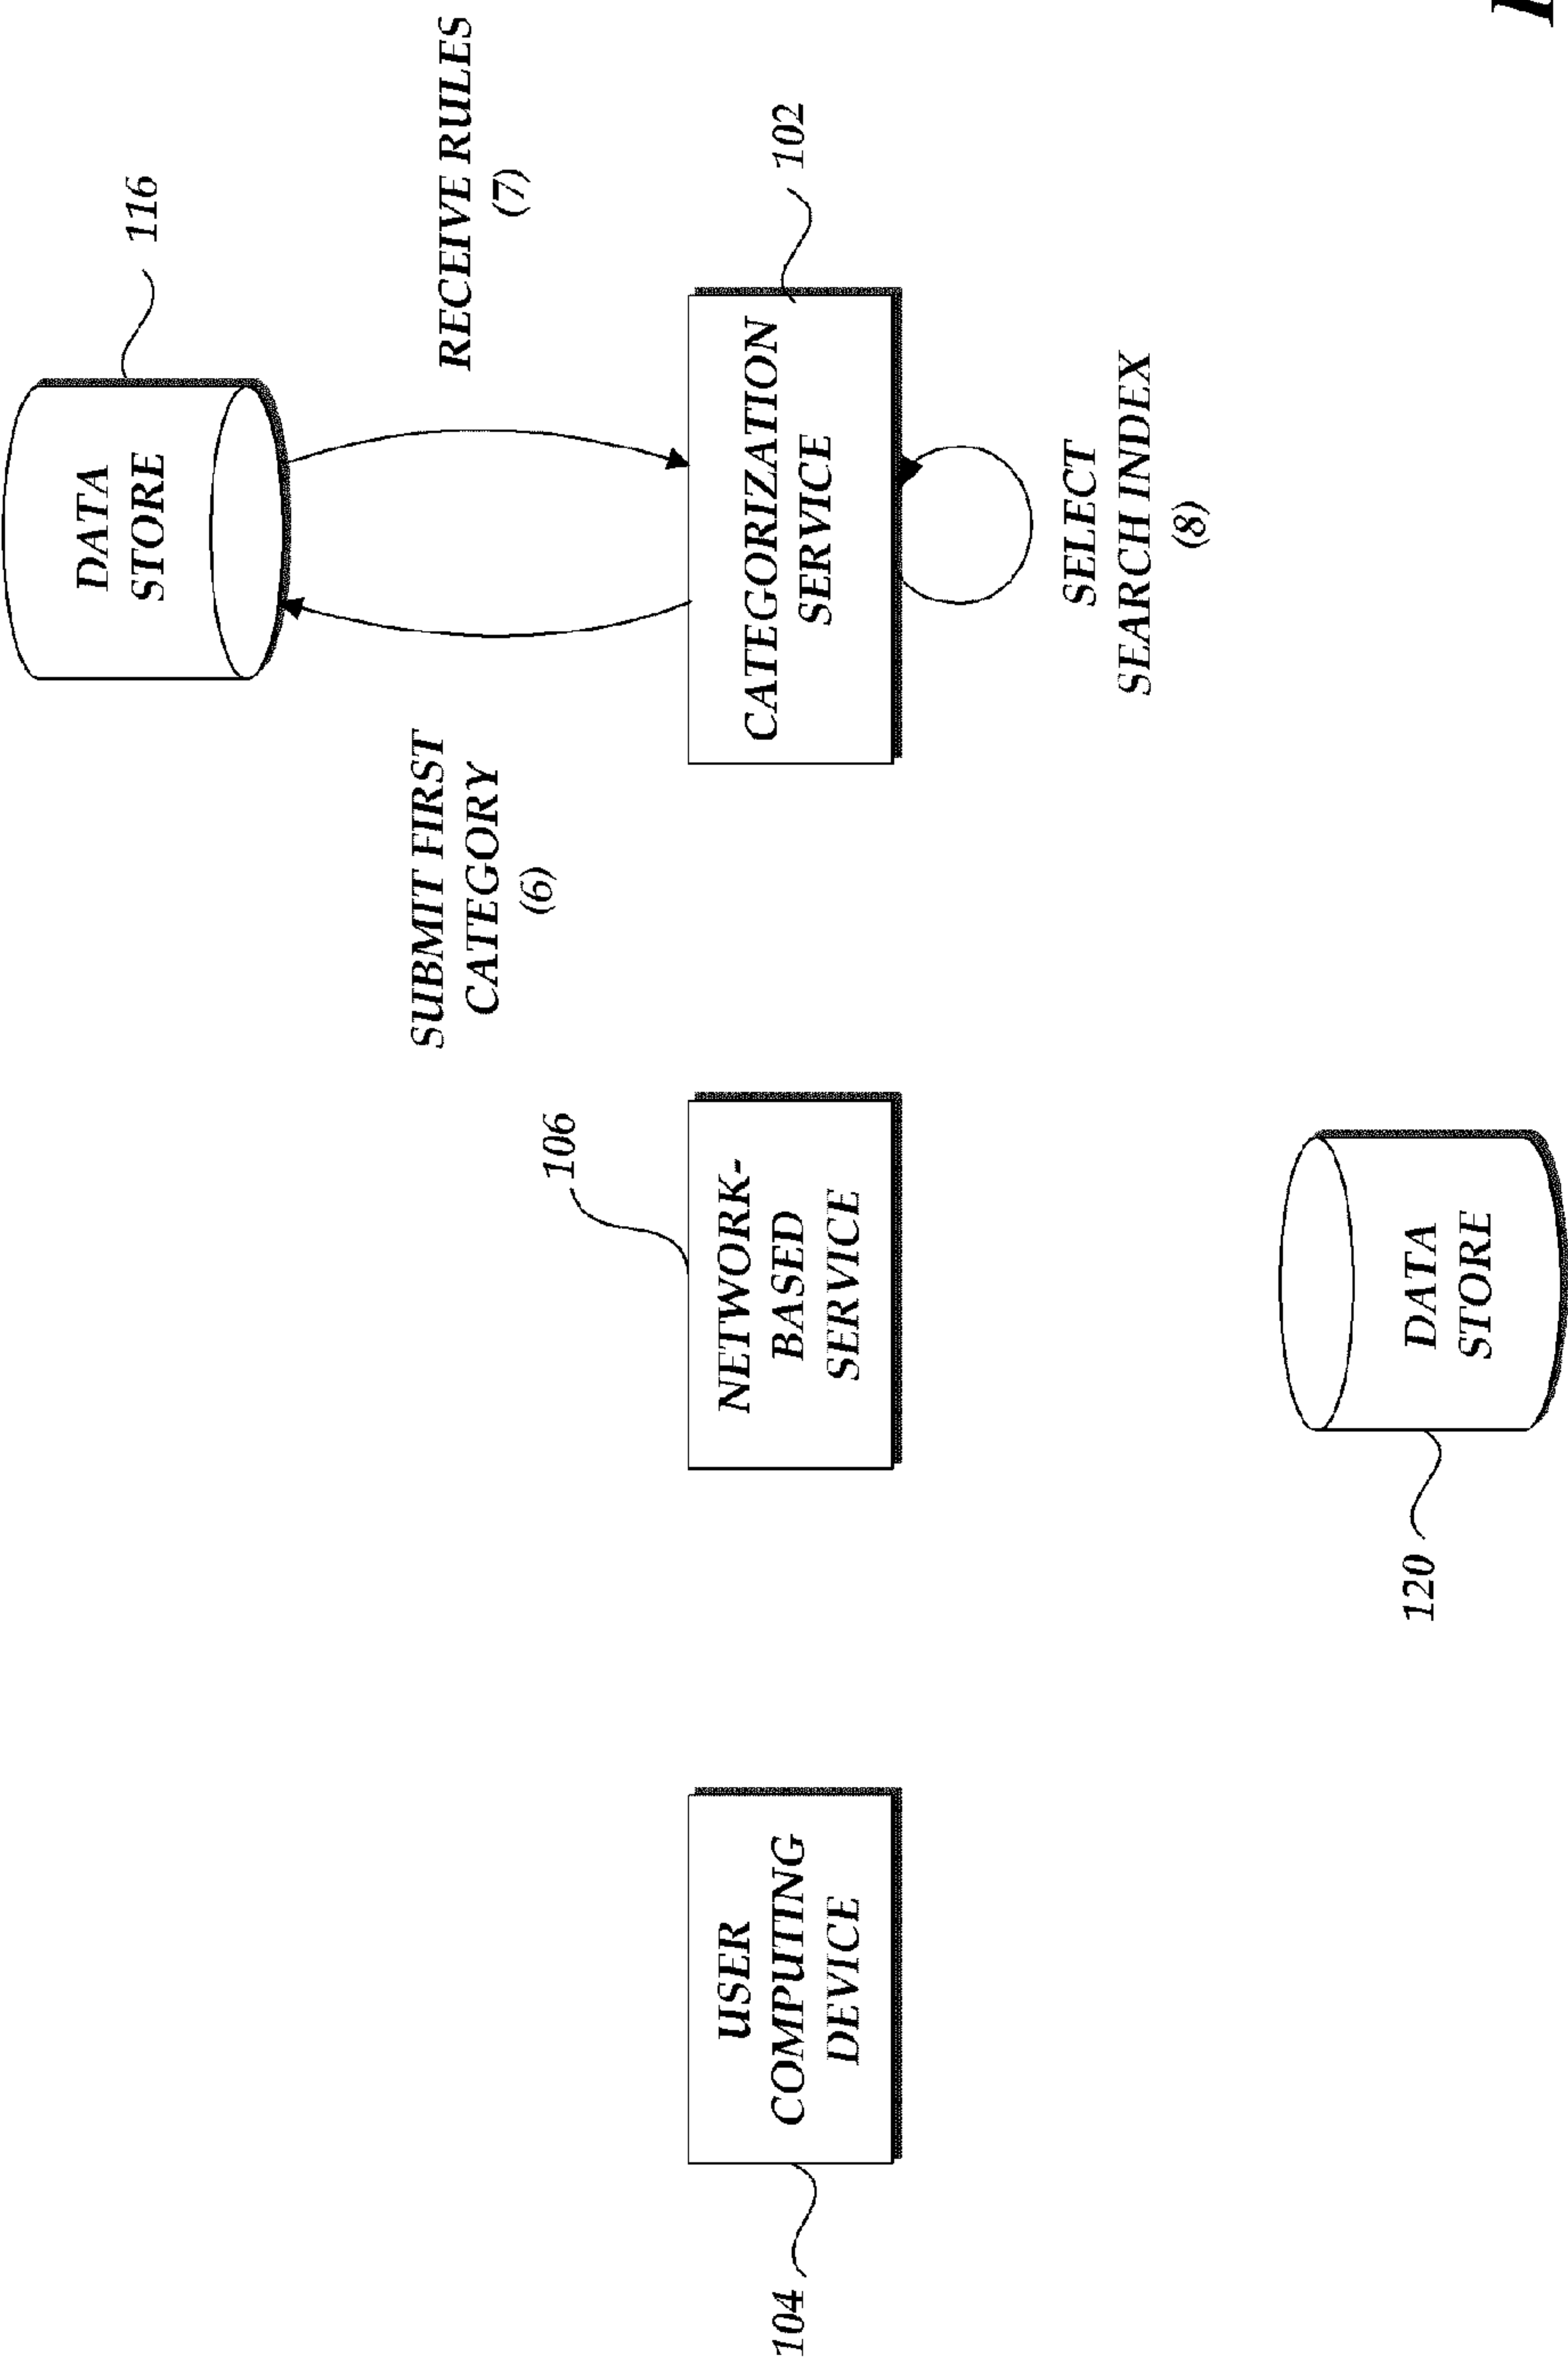 DATA
STORE
116
SUBMIT FIRST
CATEGORY
(6)
RECEIVE RULES
(7)
104
USER
COMPUTING
DEVICE
106
NETWORK-
BASED
SERVICE
CATEGORIZATION
SERVICE
102
SELECT
SEARCH INDEX
(8)
120
DATA
STORE